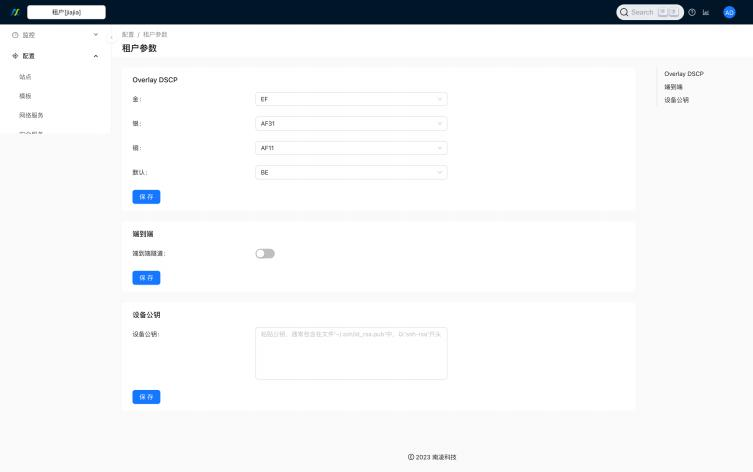 租户[jiajia]
Search
AD
监控
配置
站点
模板
网络服务
配置 / 租户参数
租户参数
Overlay DSCP
金:
EF
银:
AF31
铜:
AF11
默认:
BE
保 存
端到端
端到端隧道:
保 存
设备公钥
设备公钥:
粘贴公钥，通常包含在文件'~/.ssh/id_rsa.pub'中，以'ssh-rsa'开头
保 存
Overlay DSCP
端到端
设备公钥
© 2023 南凌科技